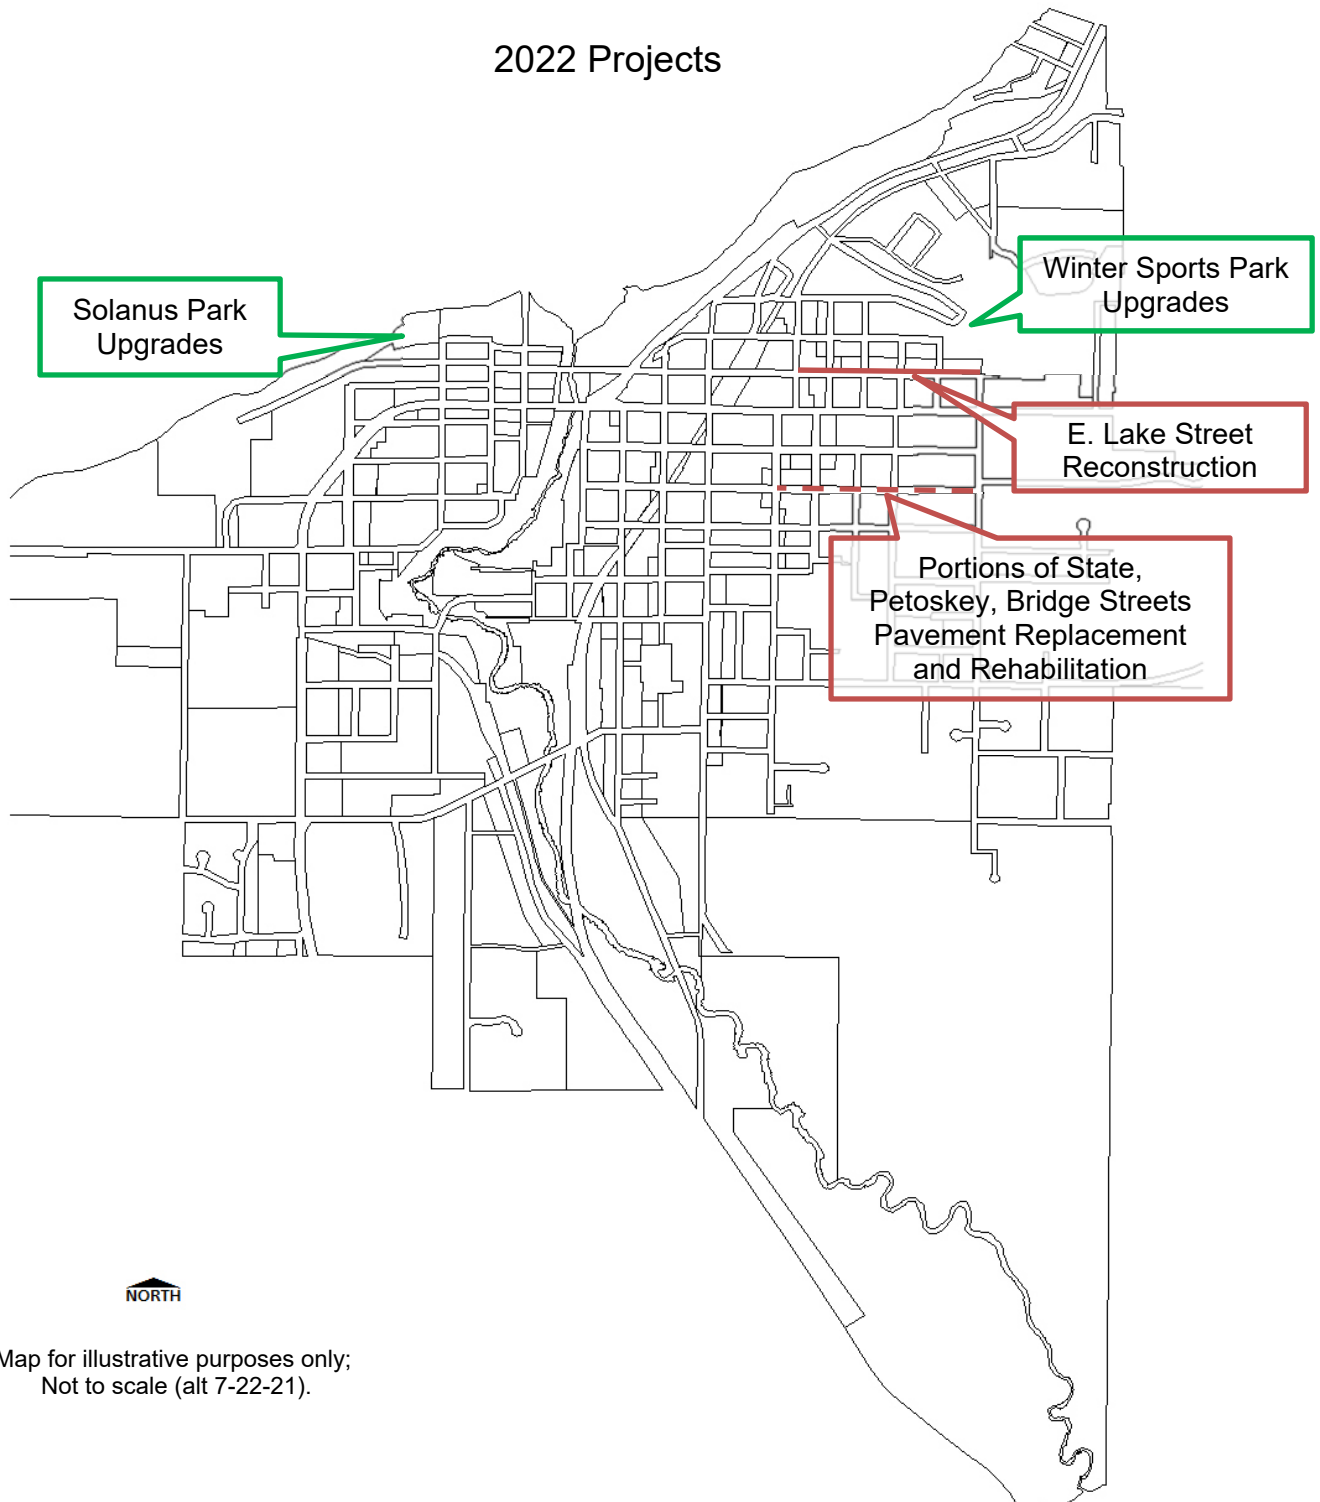 2022 Projects
Solanus Park
Upgrades
Winter Sports Park
Upgrades
E. Lake Street
Reconstruction
Portions of State,
Petoskey, Bridge Streets
Pavement Replacement
and Rehabilitation
NORTH
Map for illustrative purposes only;
Not to scale (alt 7-22-21).